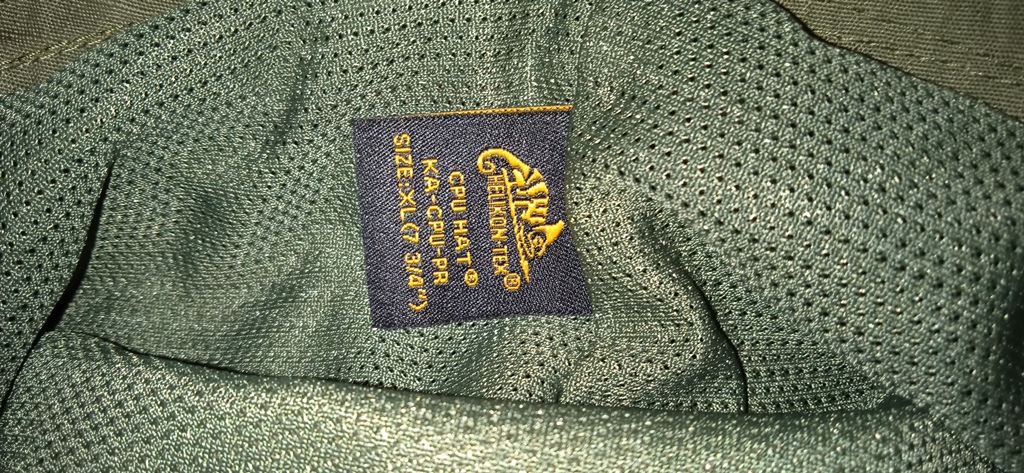 HELIKON-TEX®
CPU HAT®
KA-CPU-PR
SIZE:XL(7 3/4")